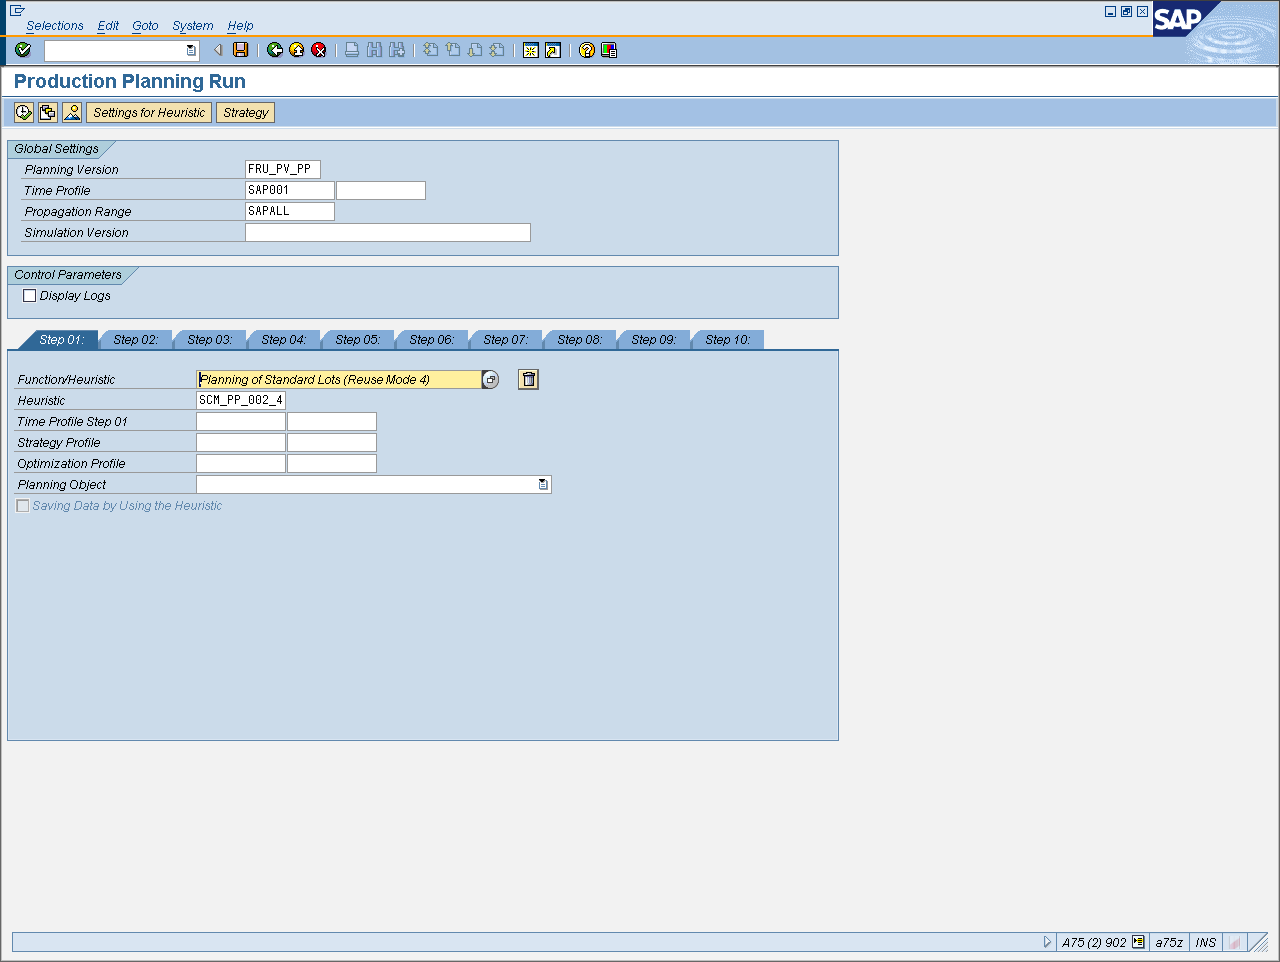 Selections Edit Goto System Help
SAP
Production Planning Run
Settings for Heuristic Strategy
Global Settings
Planning Version FRU_PV_PP
Time Profile SAP001
Propagation Range SAPALL
Simulation Version
Control Parameters
Display Logs
Step 01: Step 02: Step 03: Step 04: Step 05: Step 06: Step 07: Step 08: Step 09: Step 10:
Function/Heuristic Planning of Standard Lots (Reuse Mode 4)
Heuristic SCM_PP_002_4
Time Profile Step 01
Strategy Profile
Optimization Profile
Planning Object
Saving Data by Using the Heuristic
A75 (2) 902 a75z INS